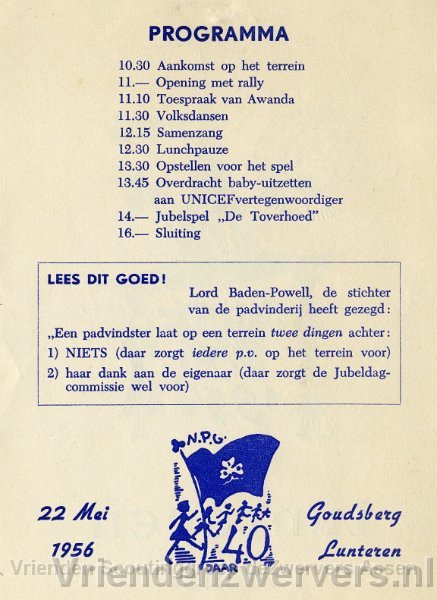 PROGRAMMA
10.30 Aankomst op het terrein
11.— Opening met rally
11.10 Toespraak van Awanda
11.30 Volksdansen
12.15 Samenzang
12.30 Lunchpauze
13.30 Opstellen voor het spel
13.45 Overdracht baby-uitzetten
aan UNICEFvertegenwoordiger
14.— Jubelspel „De Toverhoed"
16.— Sluiting
LEES DIT GOED!
Lord Baden-Powell, de stichter
van de padvinderij heeft gezegd:
„Een padvindster laat op een terrein twee dingen achter:
1) NIETS (daar zorgt iedere p.v. op het terrein voor)
2) haar dank aan de eigenaar (daar zorgt de Jubeldag-
commissie wel voor)
N.P.G.
40
JAAR
22 Mei
1956
Goudsberg
Lunteren
Vriendenzwervers.nl